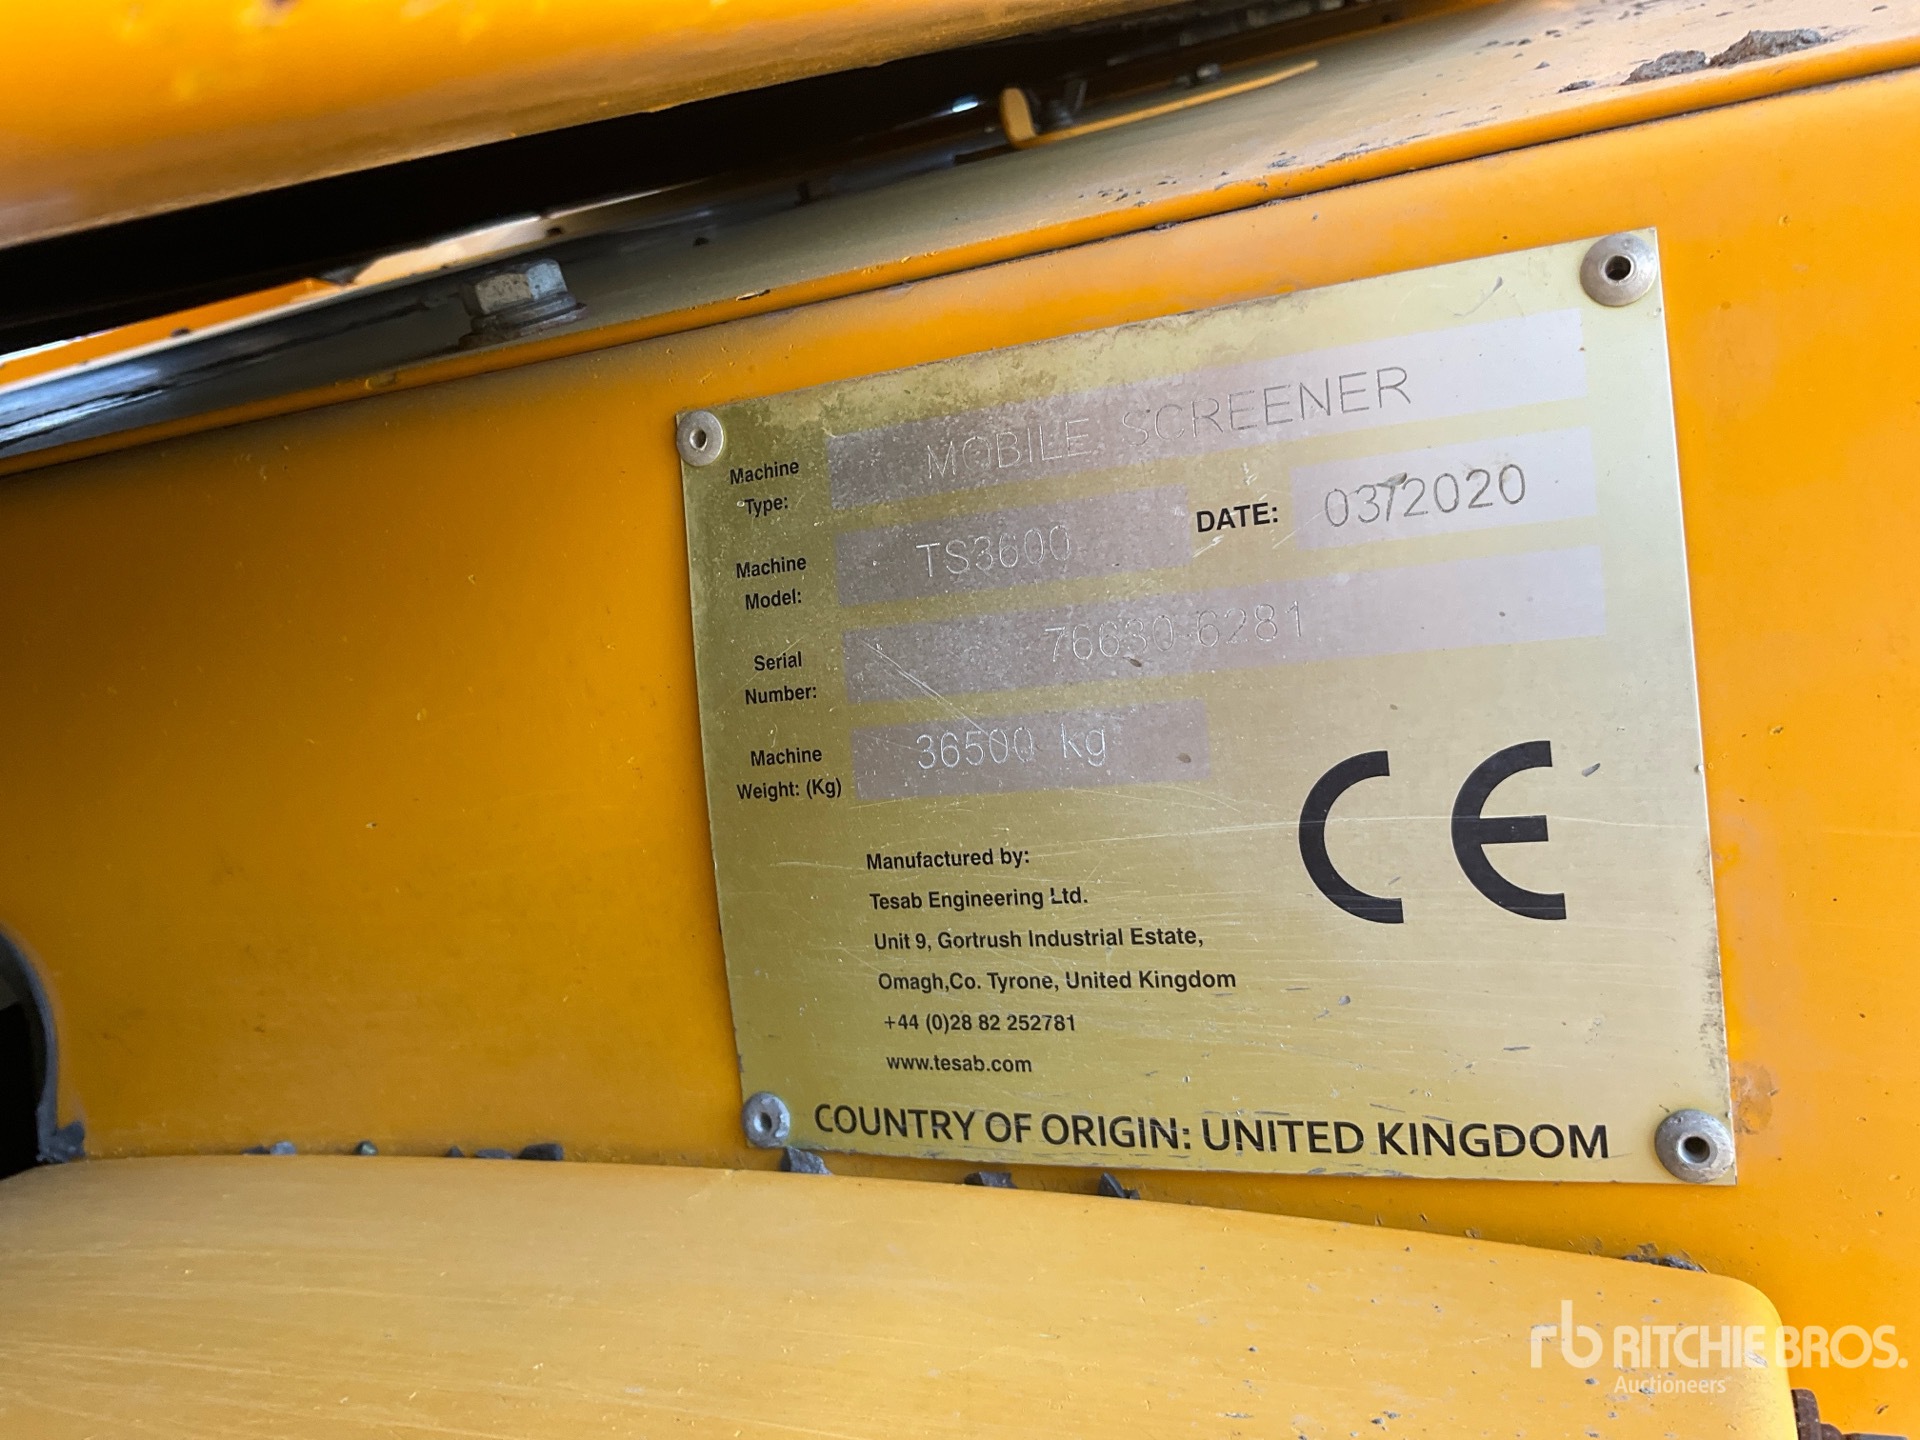 Machine Type: MOBILE SCREENER
Machine Model: TS3600 DATE: 03/2020
Serial Number: 76630-6281
Machine Weight: (Kg) 36500 kg
CE
Manufactured by:
Tesab Engineering Ltd.
Unit 9, Gortrush Industrial Estate,
Omagh,Co. Tyrone, United Kingdom
+44 (0)28 82 252781
www.tesab.com
COUNTRY OF ORIGIN: UNITED KINGDOM
rb RITCHIE BROS.
Auctioneers